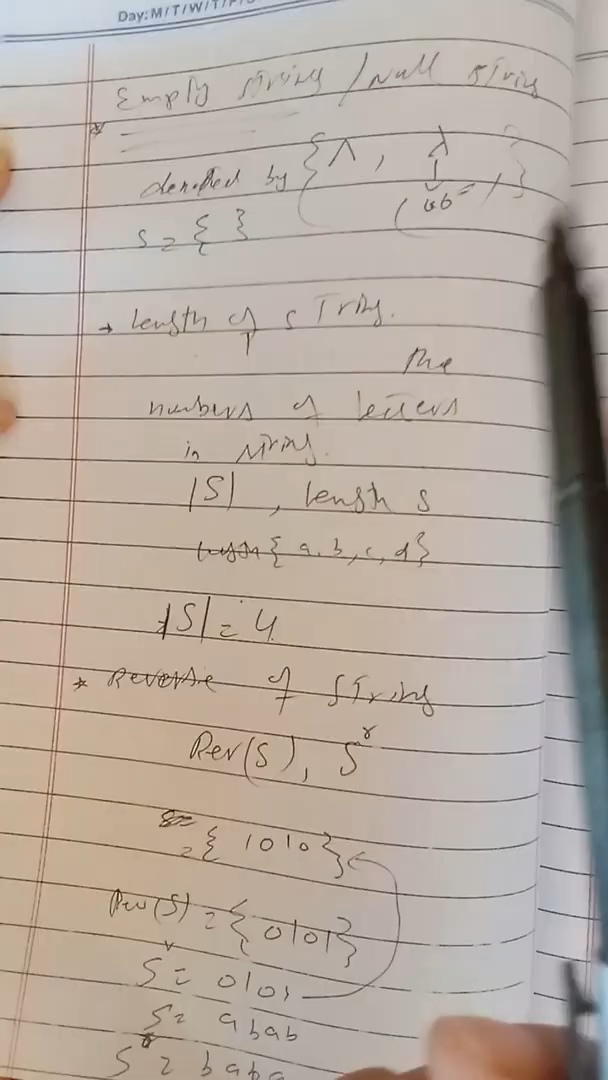 Day: M/T/W/T/F/S
Empty string / Null string
denoted by { Λ, λ }
S = { }
→ Length of string.
The
numbers of letters
in string.
|S| , length s
{ a, b, c, d }
|S| = 4
* Reverse of string
Rev(S), S^r
= { 1010 }
Rev(S) = { 0101 }
S^r = 0101
S = abab
S^r = baba